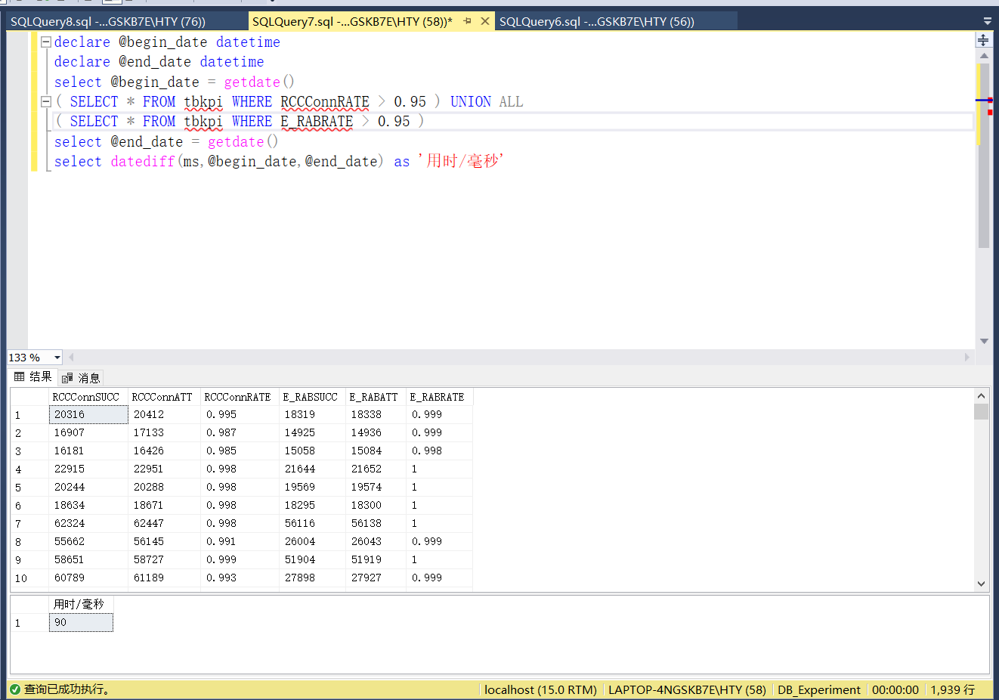 SQLQuery8.sql -...GSKB7E\HTY (76)) SQLQuery7.sql -...GSKB7E\HTY (58))* SQLQuery6.sql -...GSKB7E\HTY (56))
declare @begin_date datetime
declare @end_date datetime
select @begin_date = getdate()
( SELECT * FROM tbkpi WHERE RCCConnRATE > 0.95 ) UNION ALL
( SELECT * FROM tbkpi WHERE E_RABRATE > 0.95 )
select @end_date = getdate()
select datediff(ms,@begin_date,@end_date) as '用时/毫秒'
133 %
结果 消息
RCCConnSUCC RCCConnATT RCCConnRATE E_RABSUCC E_RABATT E_RABRATE
1 20316 20412 0.995 18319 18338 0.999
2 16907 17133 0.987 14925 14936 0.999
3 16181 16426 0.985 15058 15084 0.998
4 22915 22951 0.998 21644 21652 1
5 20244 20288 0.998 19569 19574 1
6 18634 18671 0.998 18295 18300 1
7 62324 62447 0.998 56116 56138 1
8 55662 56145 0.991 26004 26043 0.999
9 58651 58727 0.999 51904 51919 1
10 60789 61189 0.993 27898 27927 0.999
用时/毫秒
1 90
查询已成功执行。 localhost (15.0 RTM) LAPTOP-4NGSKB7E\HTY (58) DB_Experiment 00:00:00 1,939 行